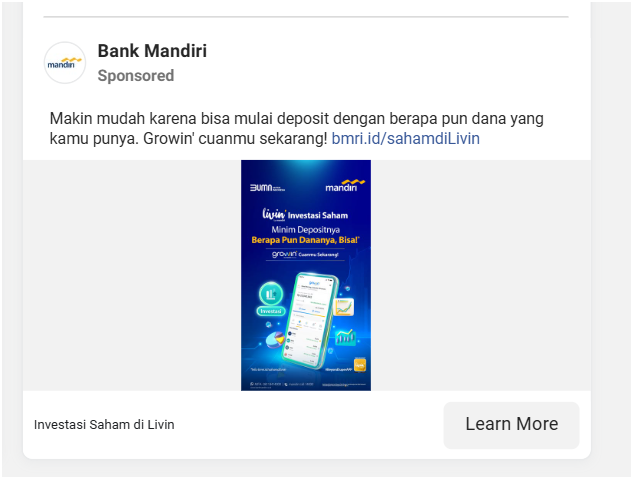 mandiri
Bank Mandiri
Sponsored
Makin mudah karena bisa mulai deposit dengan berapa pun dana yang
kamu punya. Growin' cuanmu sekarang! bmri.id/sahamdiLivin
BUMN
mandiri
livin' Investasi Saham
Minim Depositnya
Berapa Pun Dananya, Bisa!*
growin' Cuanmu Sekarang!
Investasi
Investasi Saham di Livin
Learn More